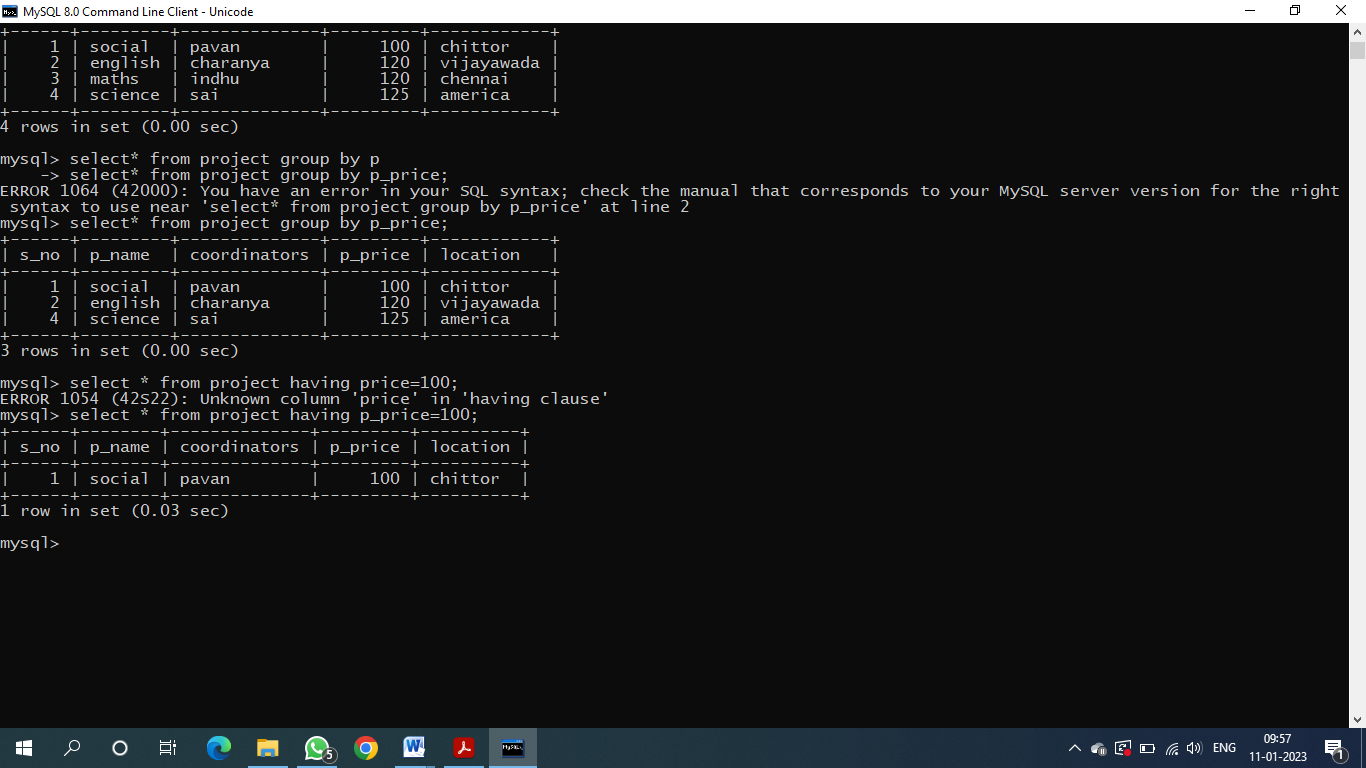 MySQL 8.0 Command Line Client - Unicode
+------+---------+--------------+---------+------------+
|    1 | social  | pavan        |     100 | chittor    |
|    2 | english | charanya     |     120 | vijayawada |
|    3 | maths   | indhu        |     120 | chennai    |
|    4 | science | sai          |     125 | america    |
+------+---------+--------------+---------+------------+
4 rows in set (0.00 sec)
mysql> select* from project group by p
    -> select* from project group by p_price;
ERROR 1064 (42000): You have an error in your SQL syntax; check the manual that corresponds to your MySQL server version for the right
 syntax to use near 'select* from project group by p_price' at line 2
mysql> select* from project group by p_price;
+------+---------+--------------+---------+------------+
| s_no | p_name  | coordinators | p_price | location   |
+------+---------+--------------+---------+------------+
|    1 | social  | pavan        |     100 | chittor    |
|    2 | english | charanya     |     120 | vijayawada |
|    4 | science | sai          |     125 | america    |
+------+---------+--------------+---------+------------+
3 rows in set (0.00 sec)
mysql> select * from project having price=100;
ERROR 1054 (42S22): Unknown column 'price' in 'having clause'
mysql> select * from project having p_price=100;
+------+--------+--------------+---------+----------+
| s_no | p_name | coordinators | p_price | location |
+------+--------+--------------+---------+----------+
|    1 | social | pavan        |     100 | chittor  |
+------+--------+--------------+---------+----------+
1 row in set (0.03 sec)
mysql>
5
W
MySQL
ENG
09:57
11-01-2023
1